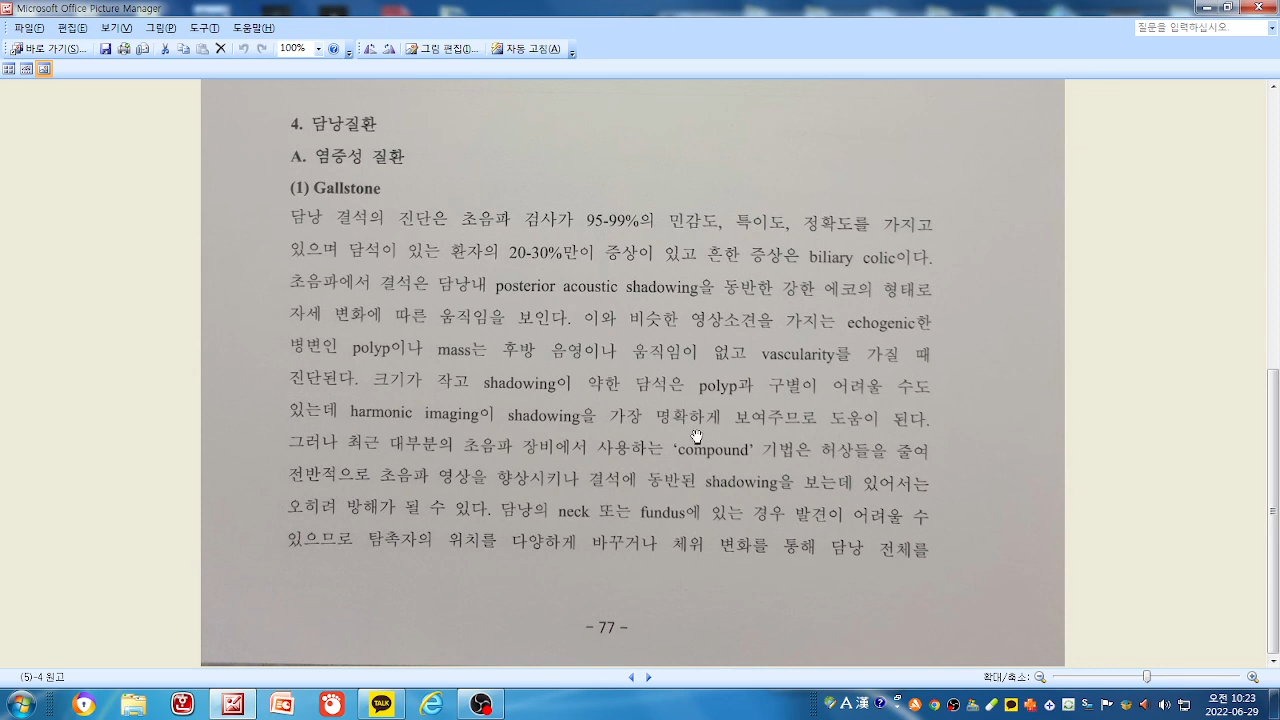 Microsoft Office Picture Manager
파일(F) 편집(E) 보기(V) 그림(P) 도구(T) 도움말(H)
질문을 입력하십시오.
바로 가기(S)... 100% 그림 편집(I)... 자동 고침(A)
4. 담낭질환
A. 염증성 질환
(1) Gallstone
담낭 결석의 진단은 초음파 검사가 95-99%의 민감도, 특이도, 정확도를 가지고
있으며 담석이 있는 환자의 20-30%만이 증상이 있고 흔한 증상은 biliary colic이다.
초음파에서 결석은 담낭내 posterior acoustic shadowing을 동반한 강한 에코의 형태로
자세 변화에 따른 움직임을 보인다. 이와 비슷한 영상소견을 가지는 echogenic한
병변인 polyp이나 mass는 후방 음영이나 움직임이 없고 vascularity를 가질 때
진단된다. 크기가 작고 shadowing이 약한 담석은 polyp과 구별이 어려울 수도
있는데 harmonic imaging이 shadowing을 가장 명확하게 보여주므로 도움이 된다.
그러나 최근 대부분의 초음파 장비에서 사용하는 ‘compound’ 기법은 허상들을 줄여
전반적으로 초음파 영상을 향상시키나 결석에 동반된 shadowing을 보는데 있어서는
오히려 방해가 될 수 있다. 담낭의 neck 또는 fundus에 있는 경우 발견이 어려울 수
있으므로 탐촉자의 위치를 다양하게 바꾸거나 체위 변화를 통해 담낭 전체를
- 77 -
(5)-4 원고
확대/축소:
TALK
A 漢
오전 10:23
2022-06-29